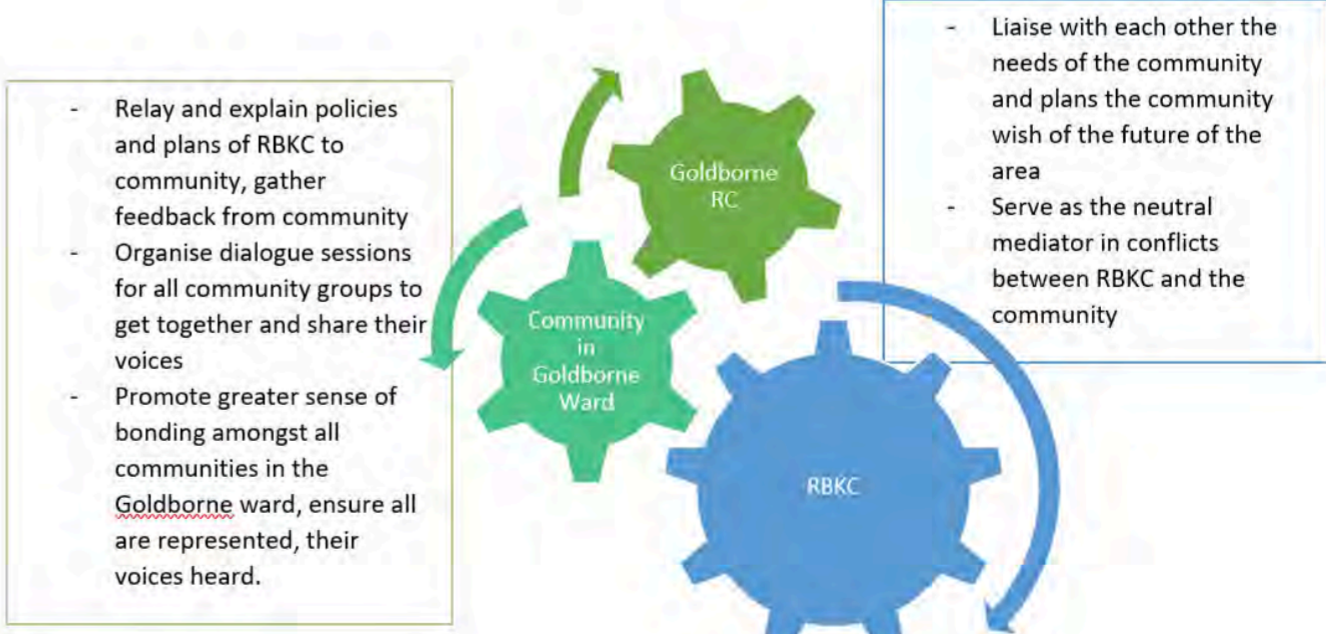 - Relay and explain policies
and plans of RBKC to
community, gather
feedback from community
- Organise dialogue sessions
for all community groups to
get together and share their
voices
- Promote greater sense of
bonding amongst all
communities in the
Goldborne ward, ensure all
are represented, their
voices heard.
Goldborne
RC
Community
in
Goldborne
Ward
RBKC
- Liaise with each other the
needs of the community
and plans the community
wish of the future of the
area
- Serve as the neutral
mediator in conflicts
between RBKC and the
community